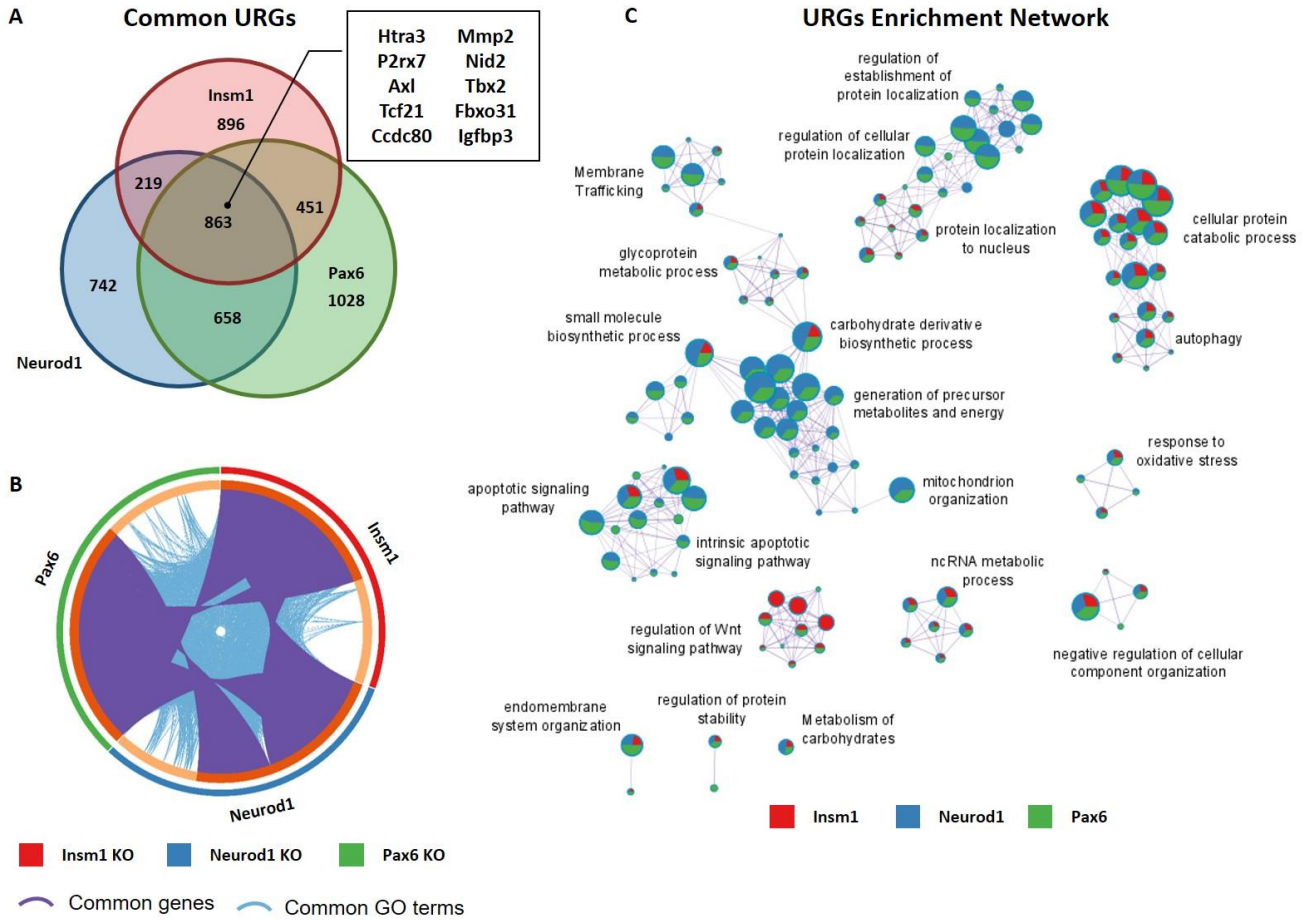 A
Common URGs
Htra3 Mmp2
P2rx7 Nid2
Axl Tbx2
Tcf21 Fbxo31
Ccdc80 Igfbp3
Insm1
896
219
863
451
742
658
Pax6
1028
Neurod1
B
Pax6
Insm1
Neurod1
Insm1 KO
Neurod1 KO
Pax6 KO
Common genes
Common GO terms
C
URGs Enrichment Network
regulation of
establishment of
protein localization
regulation of cellular
protein localization
Membrane
Trafficking
protein localization
to nucleus
cellular protein
catabolic process
glycoprotein
metabolic process
small molecule
biosynthetic process
carbohydrate derivative
biosynthetic process
autophagy
generation of precursor
metabolites and energy
response to
oxidative stress
apoptotic signaling
pathway
mitochondrion
organization
intrinsic apoptotic
signaling pathway
ncRNA metabolic
process
regulation of Wnt
signaling pathway
negative regulation of cellular
component organization
endomembrane
system organization
regulation of protein
stability
Metabolism of
carbohydrates
Insm1
Neurod1
Pax6